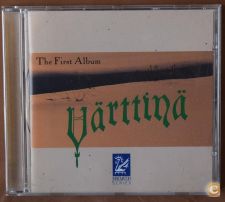 The First Album
Värttinä